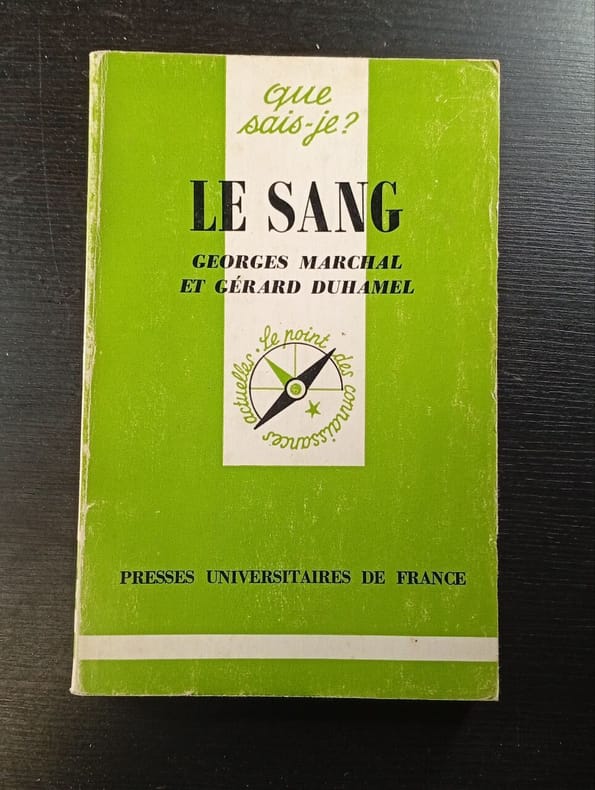 que
sais-je?
LE SANG
GEORGES MARCHAL
ET GÉRARD DUHAMEL
Le point des connaissances actuelles •
PRESSES UNIVERSITAIRES DE FRANCE